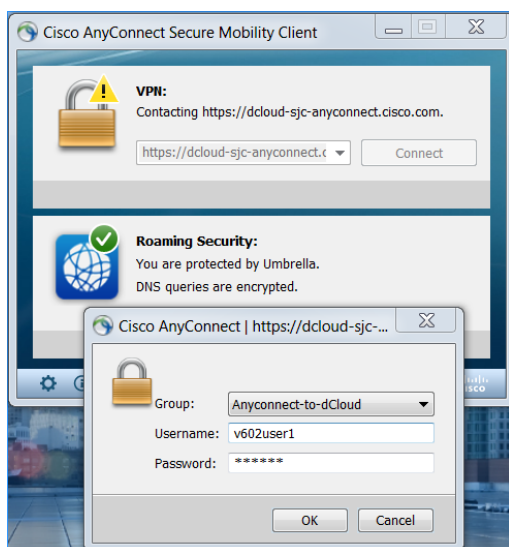 Cisco AnyConnect Secure Mobility Client
VPN:
Contacting https://dcloud-sjc-anyconnect.cisco.com.
https://dcloud-sjc-anyconnect.c
Connect
Roaming Security:
You are protected by Umbrella.
DNS queries are encrypted.
Cisco AnyConnect | https://dcloud-sjc-...
Group: Anyconnect-to-dCloud
Username: v602user1
Password: ******
OK Cancel